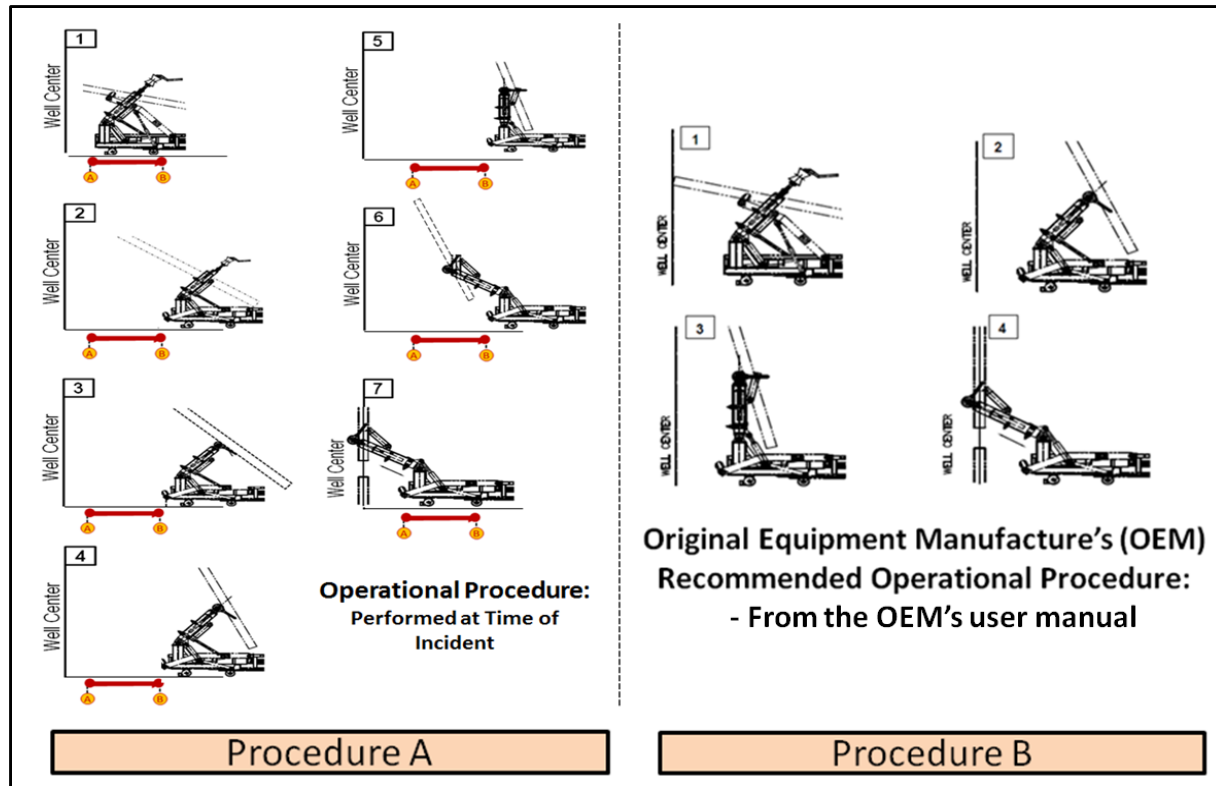 1
Well Center
A
B
2
Well Center
A
B
3
Well Center
A
B
4
Well Center
A
B
5
Well Center
A
B
6
Well Center
A
B
7
Well Center
A
B
Operational Procedure:
Performed at Time of
Incident
Procedure A
1
WELL CENTER
2
WELL CENTER
3
WELL CENTER
4
WELL CENTER
Original Equipment Manufacture's (OEM)
Recommended Operational Procedure:
- From the OEM's user manual
Procedure B